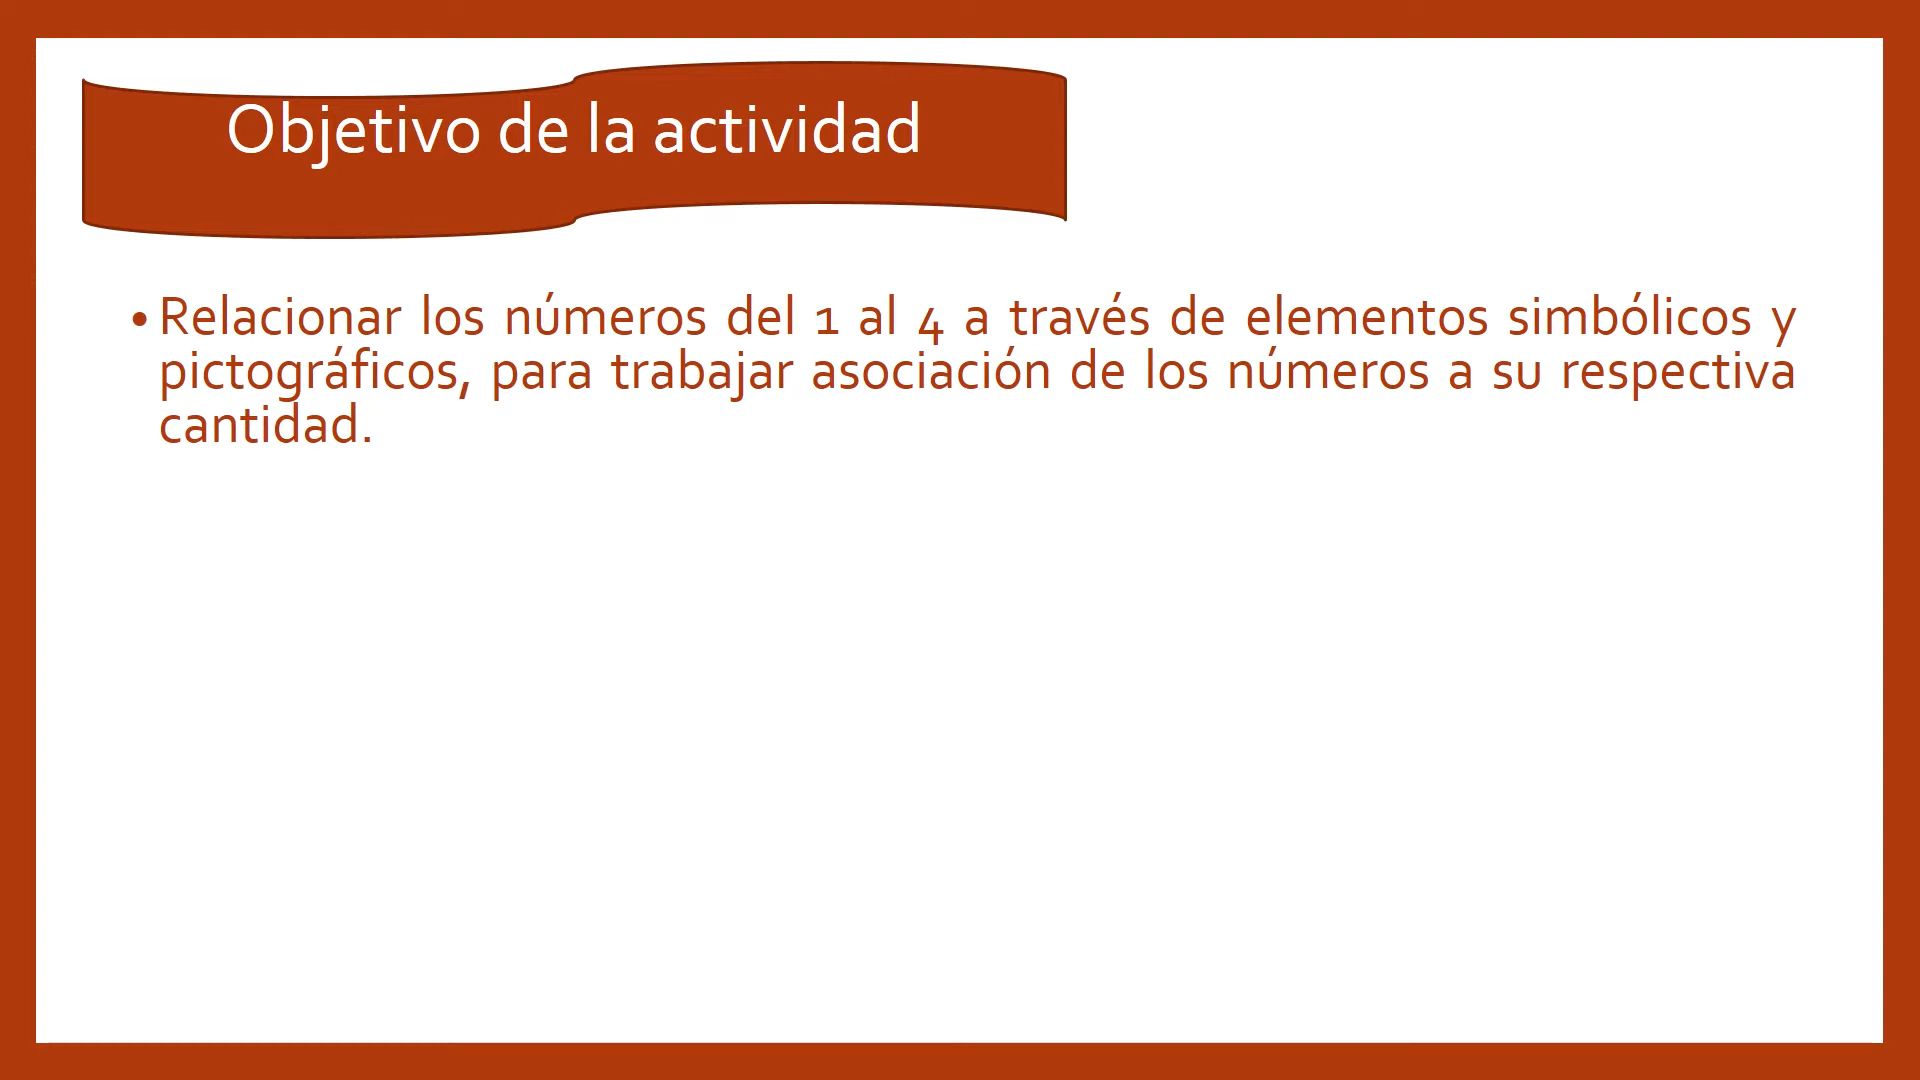 Objetivo de la actividad
• Relacionar los números del 1 al 4 a través de elementos simbólicos y
pictográficos, para trabajar asociación de los números a su respectiva
cantidad.